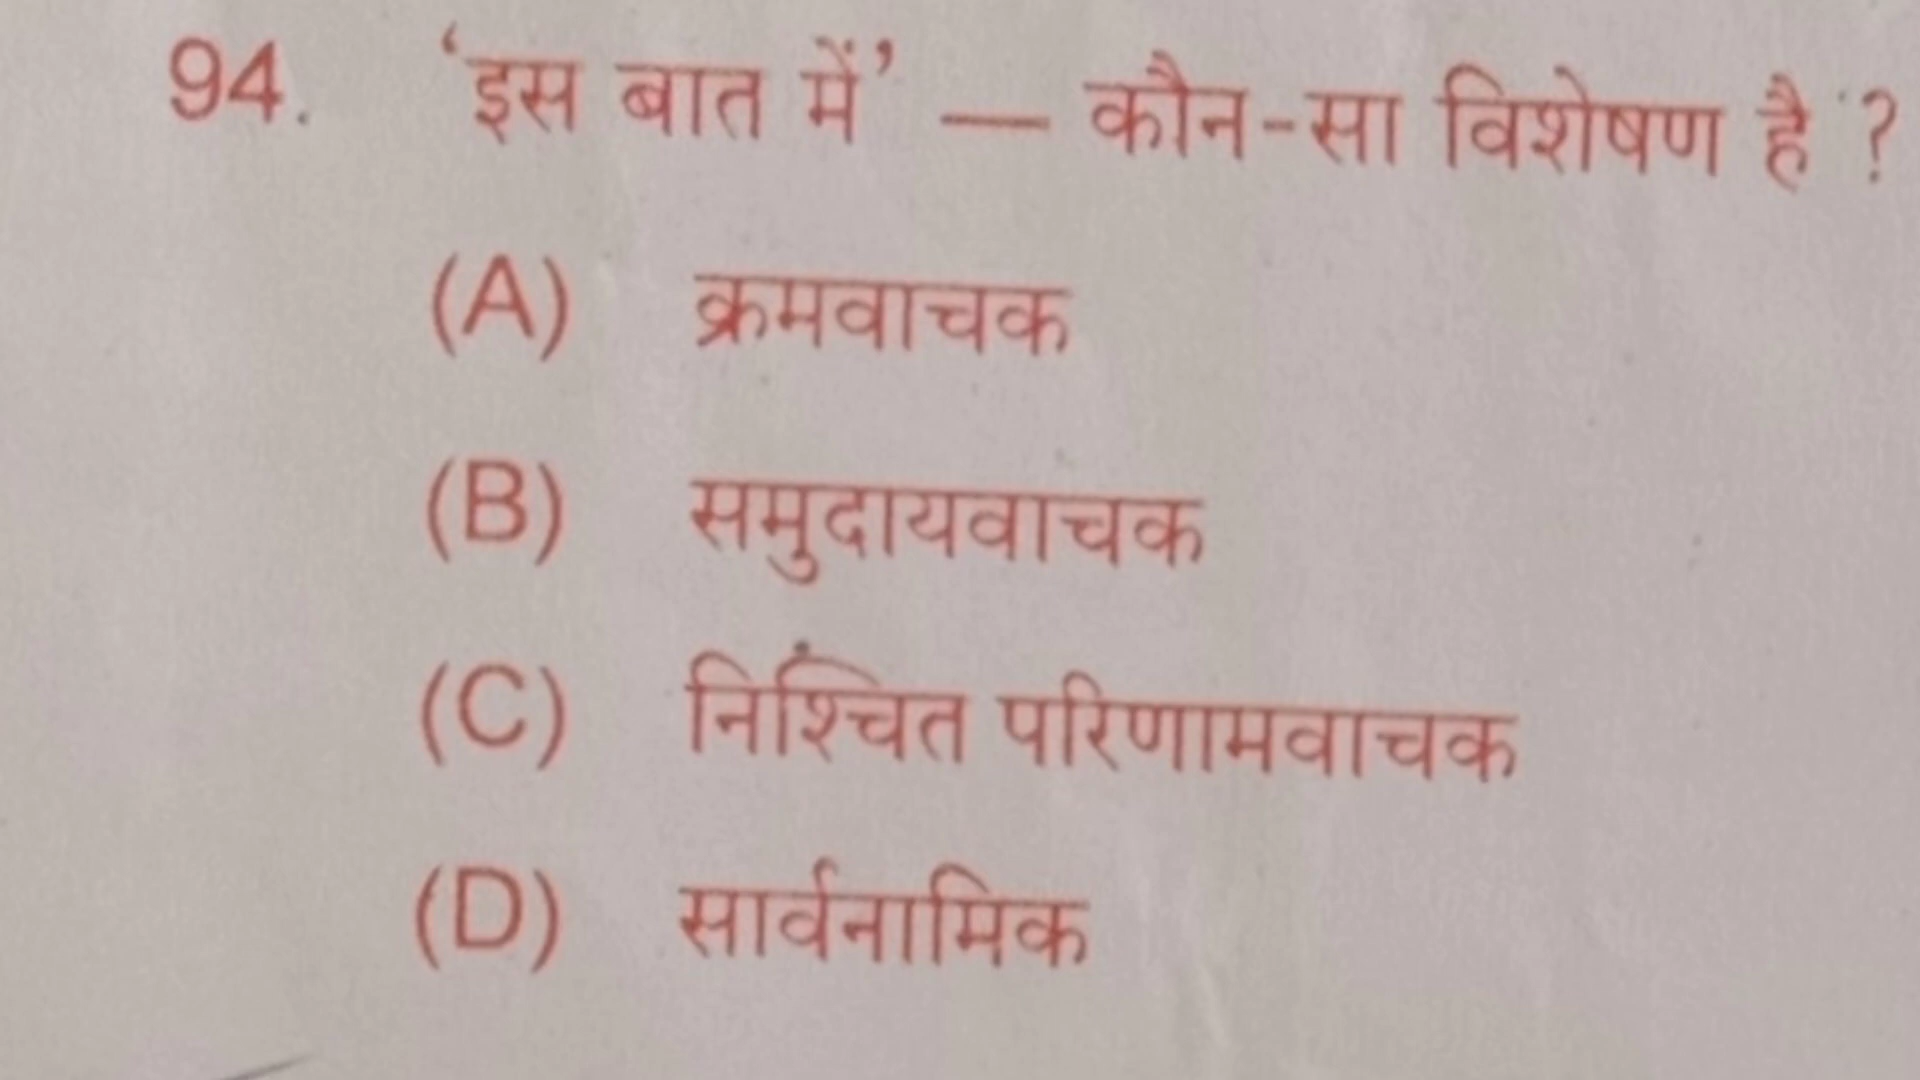 94. ‘इस बात में’ — कौन-सा विशेषण है ?
(A) क्रमवाचक
(B) समुदायवाचक
(C) निश्चित परिणामवाचक
(D) सार्वनामिक